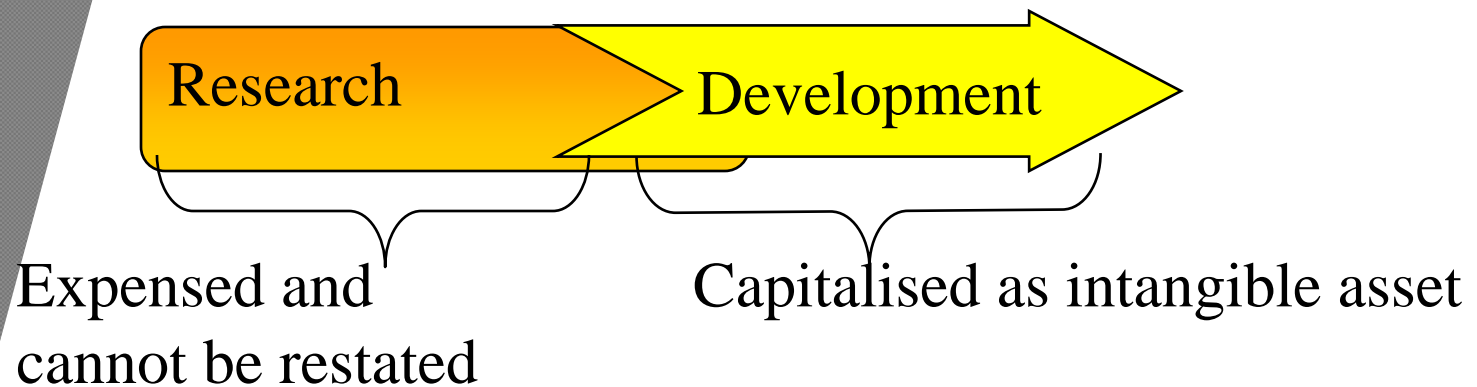 Research
Development
Expensed and
cannot be restated
Capitalised as intangible asset